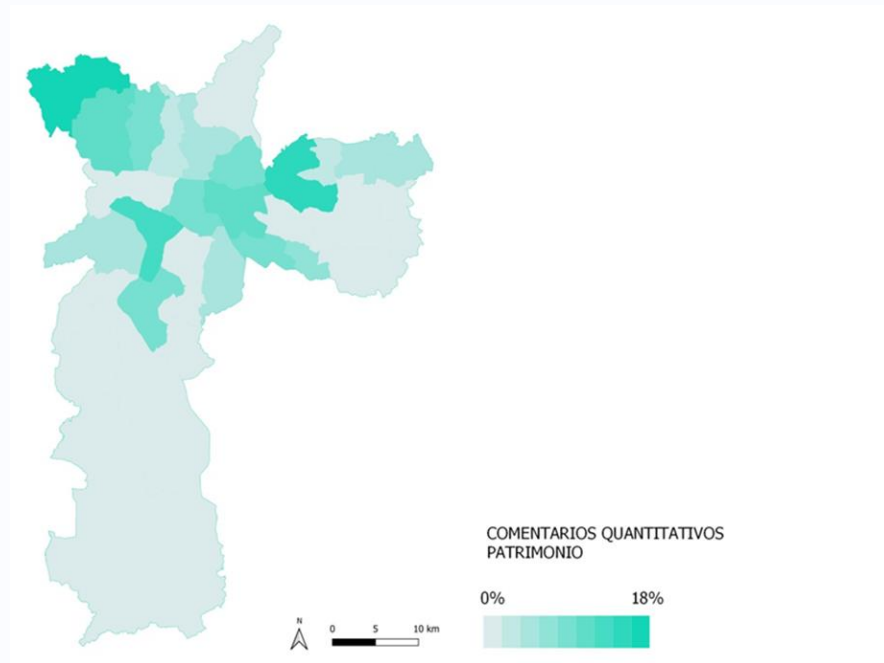 COMENTARIOS QUANTITATIVOS
PATRIMONIO
0% 18%
N
0 5 10 km